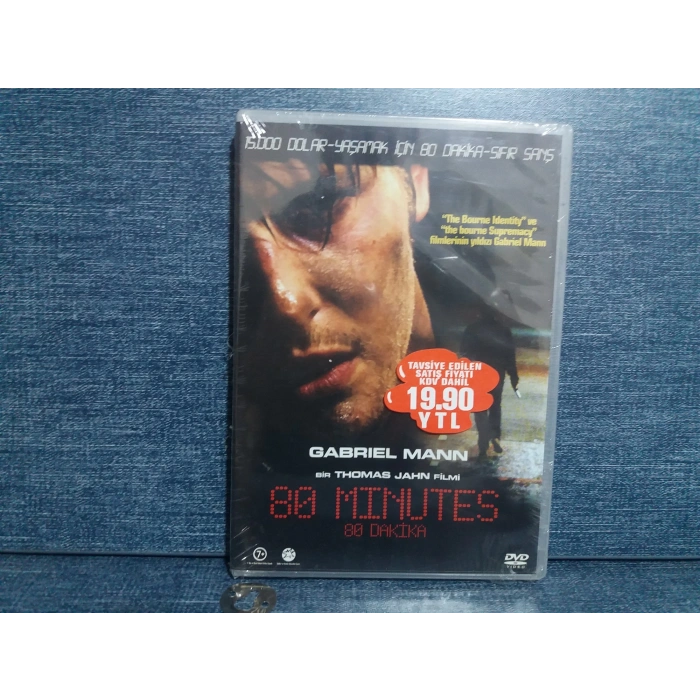 15.000 DOLAR-YAŞAMAK İÇİN 80 DAKİKA-SIFIR ŞANS
"The Bourne Identity" ve
"the bourne Supremacy"
filmlerinin yıldızı Gabriel Mann
TAVSİYE EDİLEN
SATIŞ FİYATI
KDV DAHİL
19.90
YTL
GABRIEL MANN
BİR THOMAS JAHN FİLMİ
80 MINUTES
80 DAKİKA
7+
DVD
VIDEO